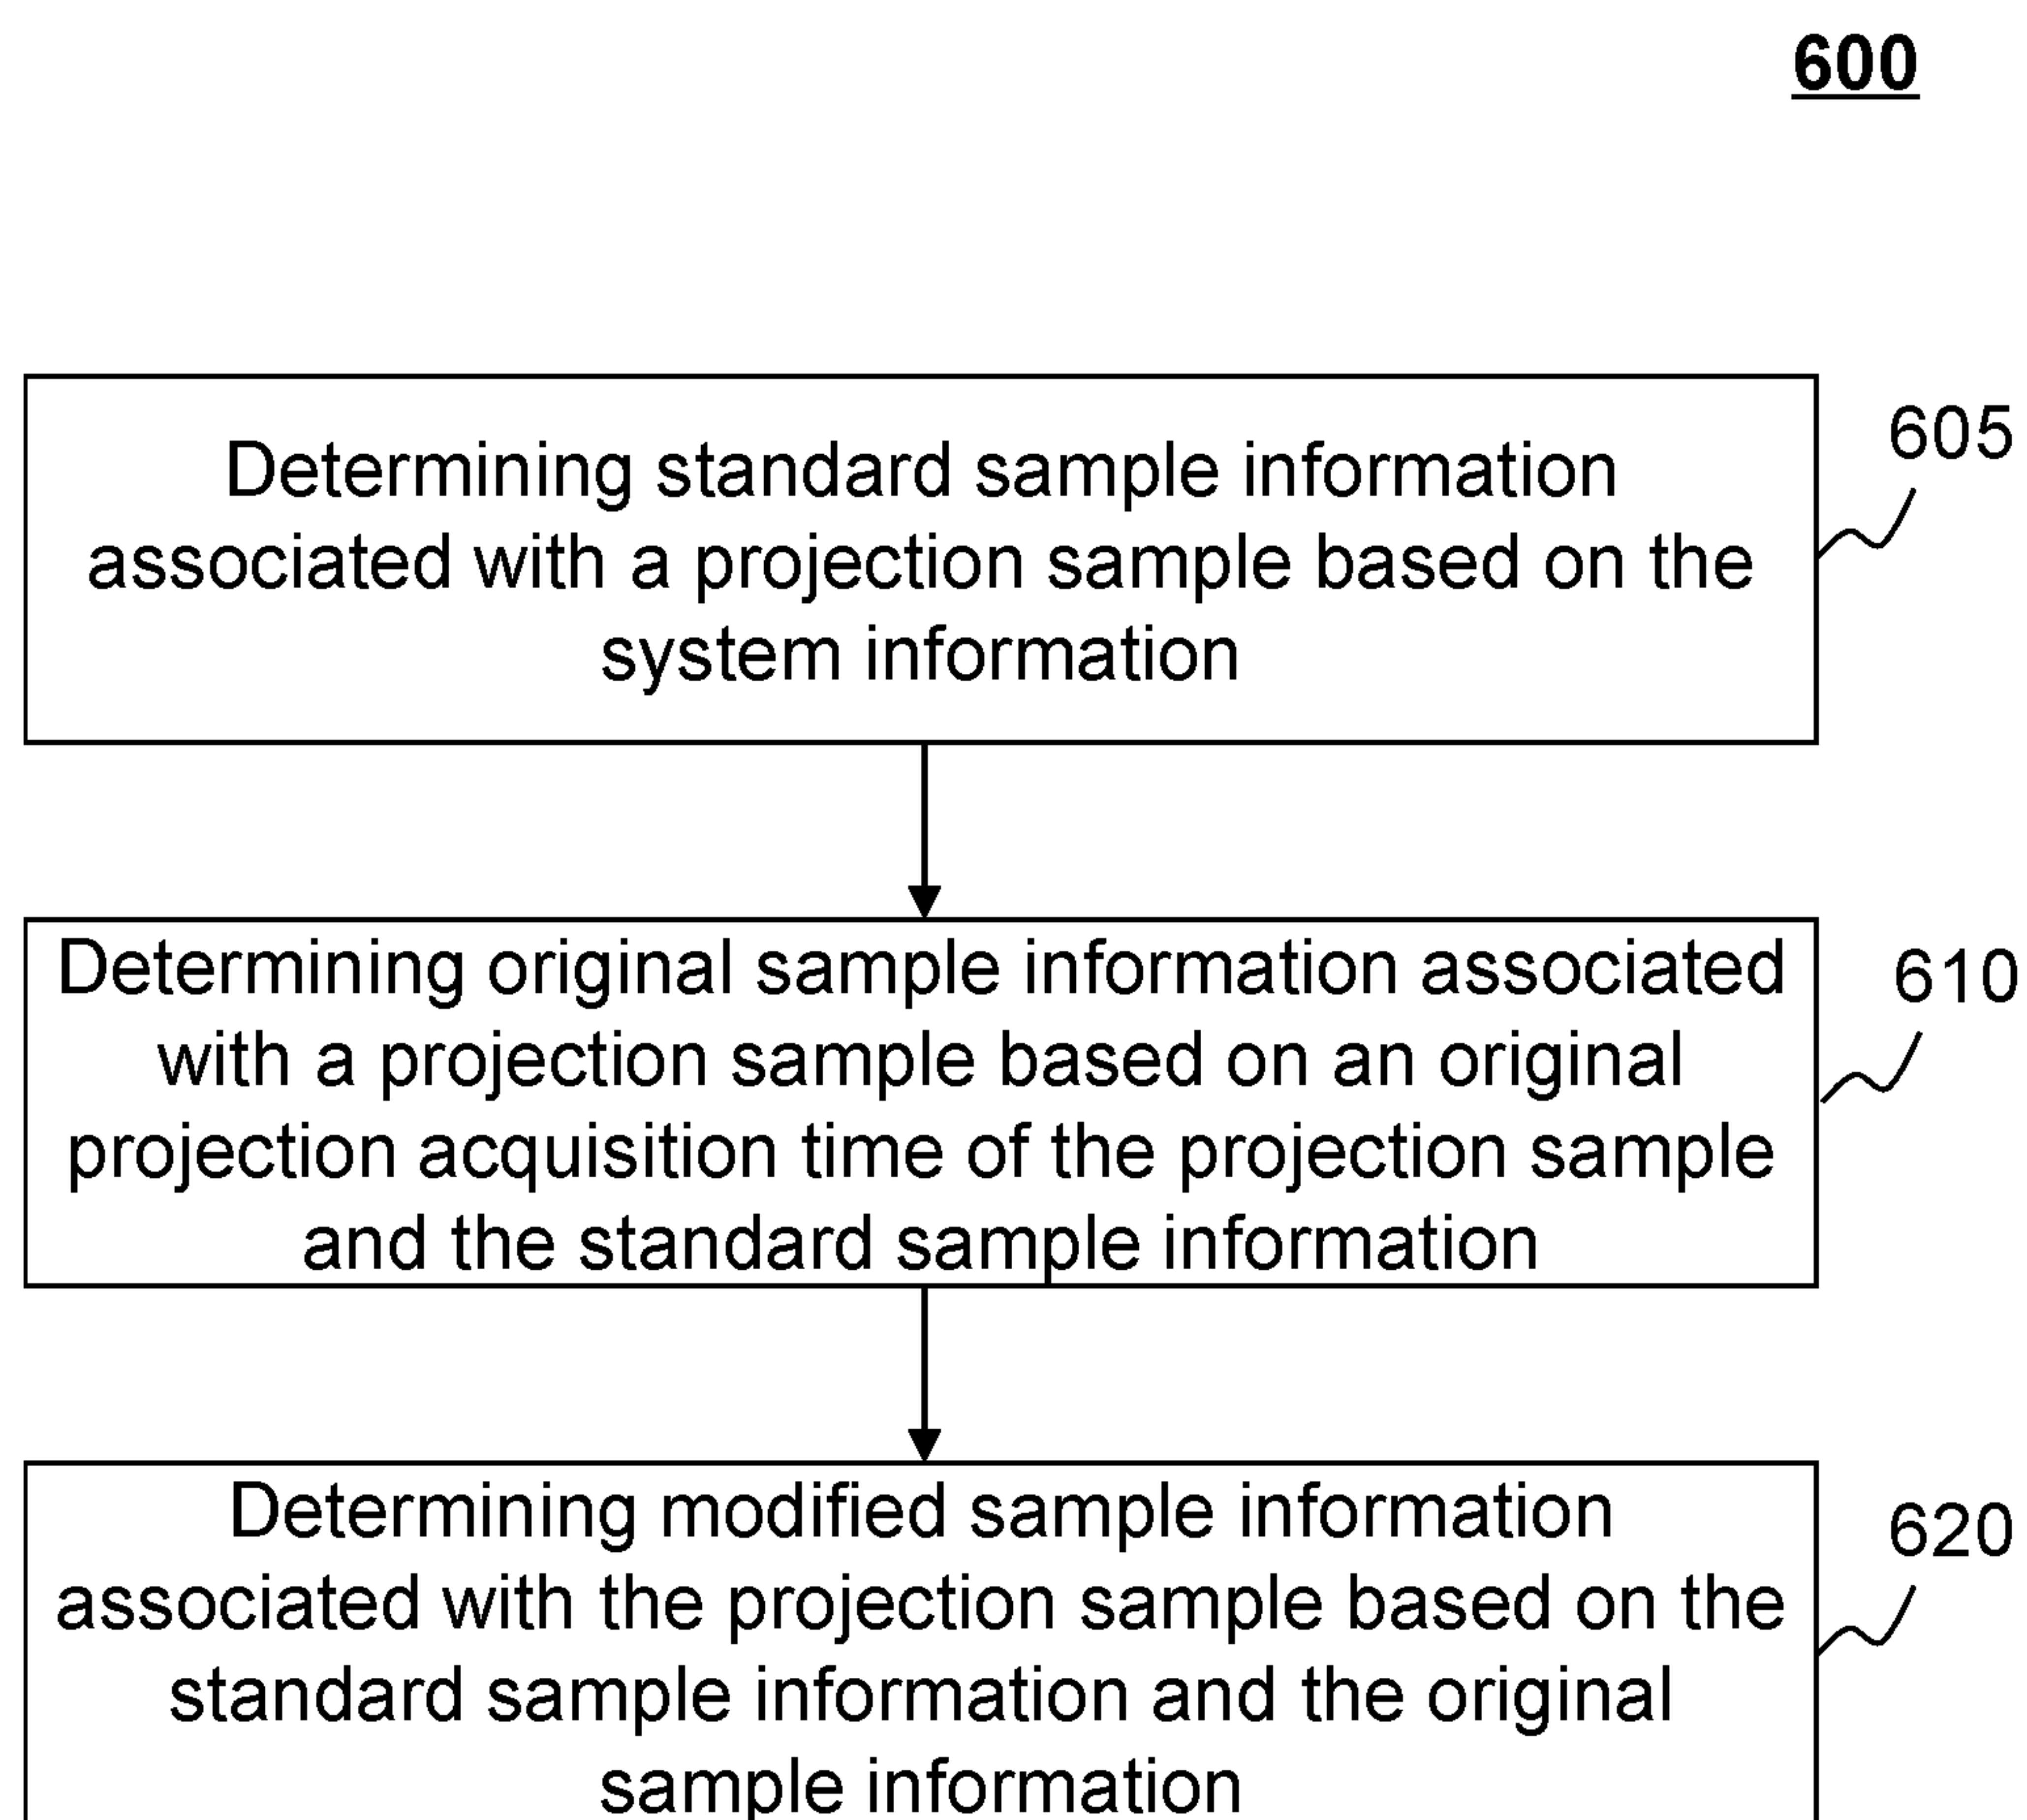 600
Determining standard sample information
associated with a projection sample based on the
system information
605
Determining original sample information associated
with a projection sample based on an original
projection acquisition time of the projection sample
and the standard sample information
610
Determining modified sample information
associated with the projection sample based on the
standard sample information and the original
sample information
620